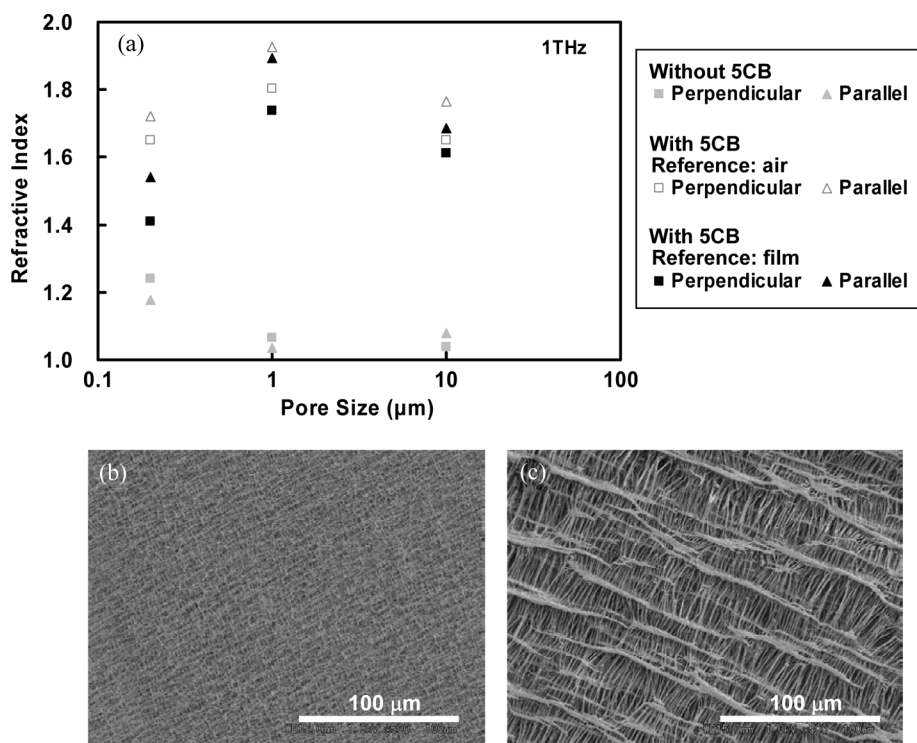 2.0
(a)
1THz
1.8
1.6
1.4
1.2
1.0
0.1
1
10
100
Refractive Index
Pore Size (µm)
Without 5CB
Perpendicular Parallel
With 5CB
Reference: air
Perpendicular Parallel
With 5CB
Reference: film
Perpendicular Parallel
(b)
100 µm
(c)
100 µm